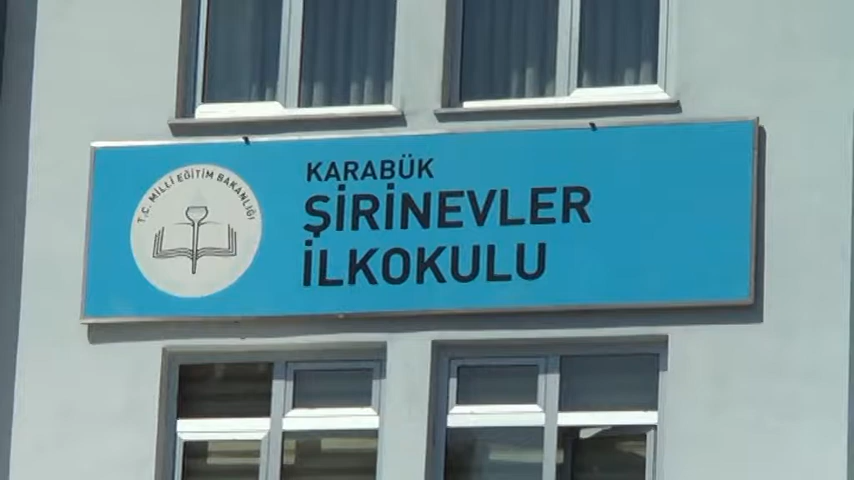 T.C. MİLLİ EĞİTİM BAKANLIĞI
KARABÜK
ŞİRİNEVLER
İLKOKULU